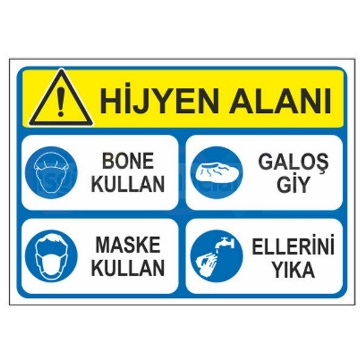 HİJYEN ALANI
BONE
KULLAN
GALOŞ
GİY
MASKE
KULLAN
ELLERİNİ
YIKA